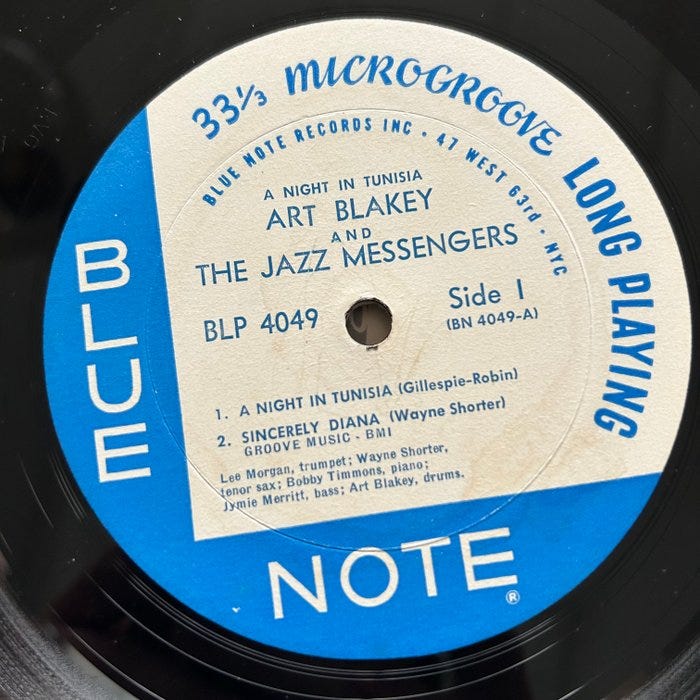 33⅓ MICROGROOVE LONG PLAYING
BLUE NOTE RECORDS INC · 47 WEST 63rd · NYC
A NIGHT IN TUNISIA
ART BLAKEY
AND
THE JAZZ MESSENGERS
BLP 4049
Side 1
(BN 4049-A)
1. A NIGHT IN TUNISIA (Gillespie-Robin)
2. SINCERELY DIANA (Wayne Shorter)
GROOVE MUSIC - BMI
Lee Morgan, trumpet; Wayne Shorter,
tenor sax; Bobby Timmons, piano;
Jymie Merritt, bass; Art Blakey, drums.
BLUE
NOTE
®